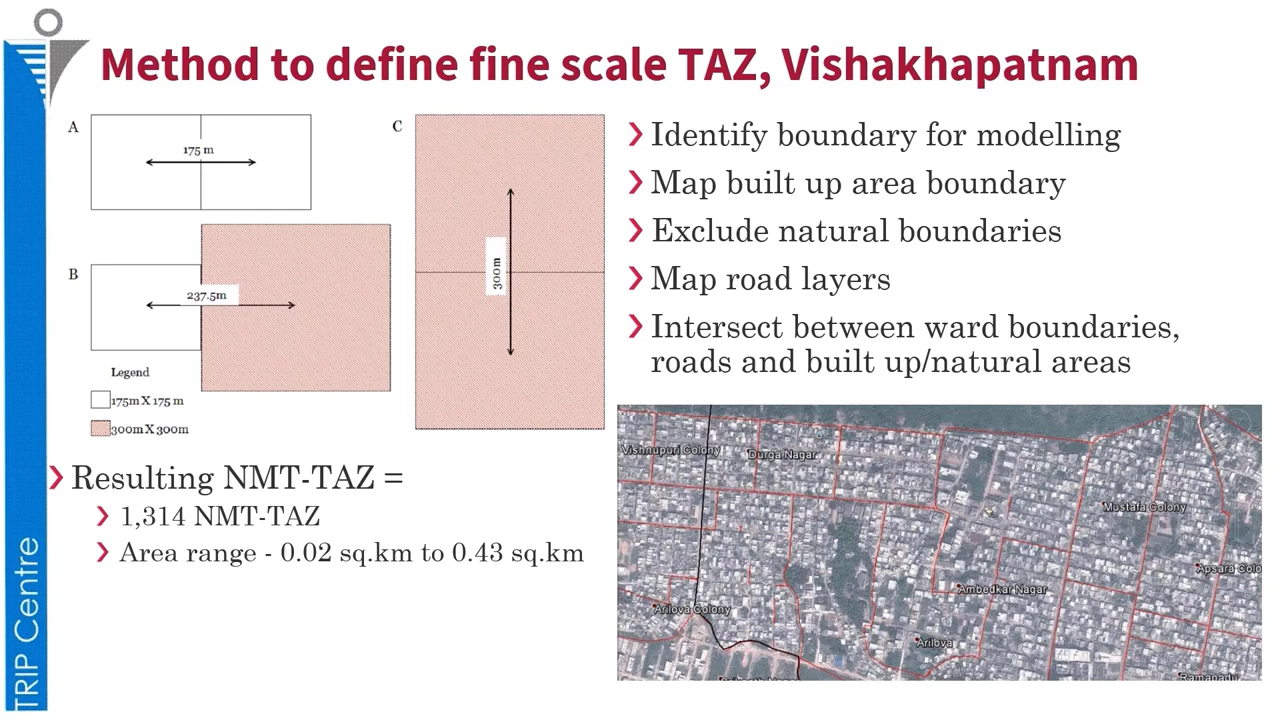 Method to define fine scale TAZ, Vishakhapatnam
A
175 m
B
237.5m
C
300m
Legend
175m X 175 m
300m X 300m
Identify boundary for modelling
Map built up area boundary
Exclude natural boundaries
Map road layers
Intersect between ward boundaries,
roads and built up/natural areas
Resulting NMT-TAZ =
1,314 NMT-TAZ
Area range - 0.02 sq.km to 0.43 sq.km
Vishnupuri Colony
Durga Nagar
Mustafa Colony
Apsara Colo
Ambedkar Nagar
Arilova Colony
Arilova
TRIP Centre